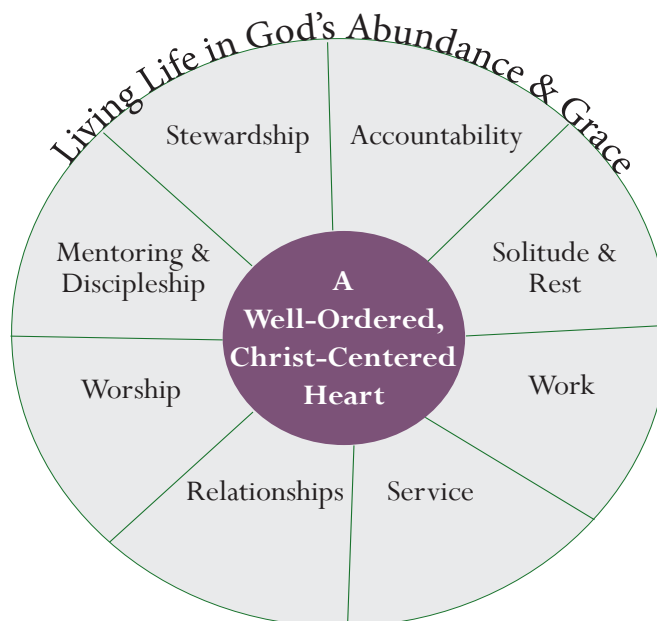 Living Life in God's Abundance & Grace
Stewardship
Accountability
Mentoring &
Discipleship
Solitude &
Rest
A
Well-Ordered,
Christ-Centered
Heart
Worship
Work
Relationships
Service